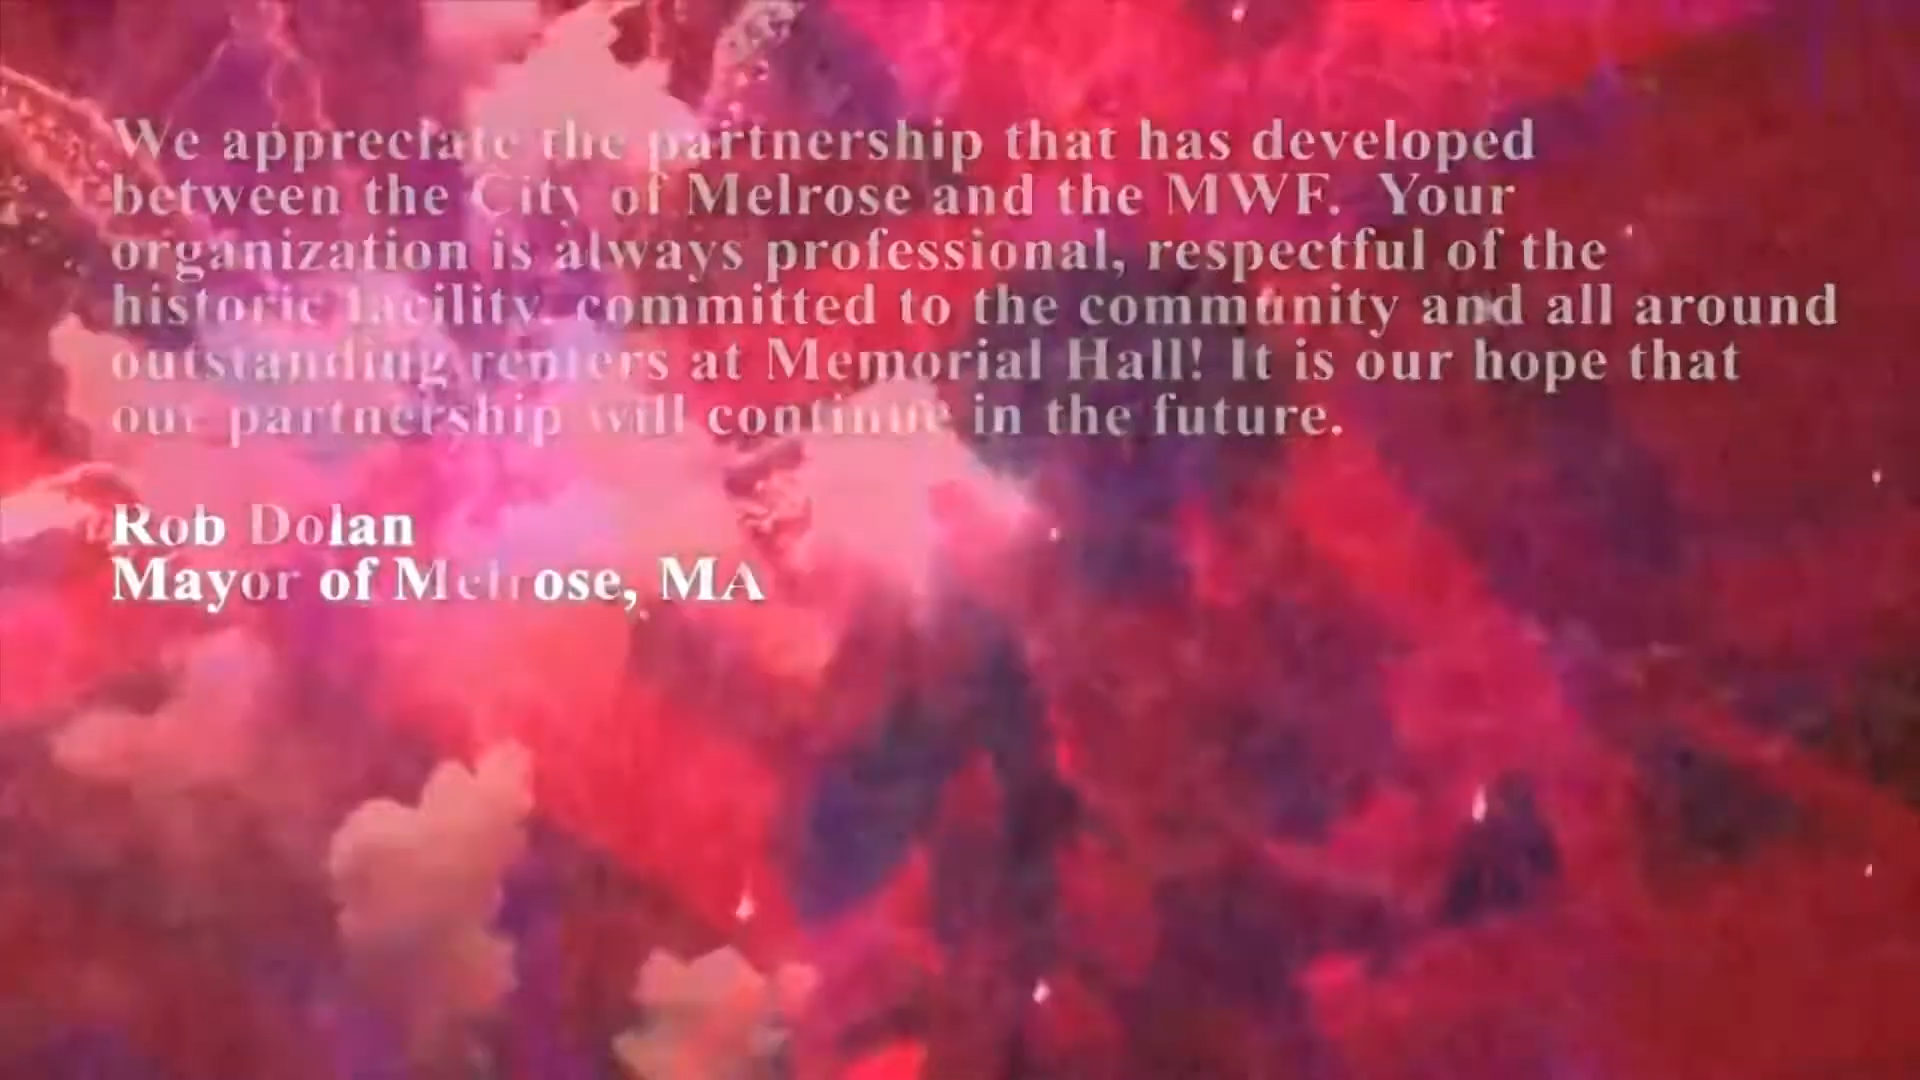 We appreciate the partnership that has developed
between the City of Melrose and the MWF.  Your
organization is always professional, respectful of the
historic facility, committed to the community and all around
outstanding renters at Memorial Hall! It is our hope that
our partnership will continue in the future.
Rob Dolan
Mayor of Melrose, MA